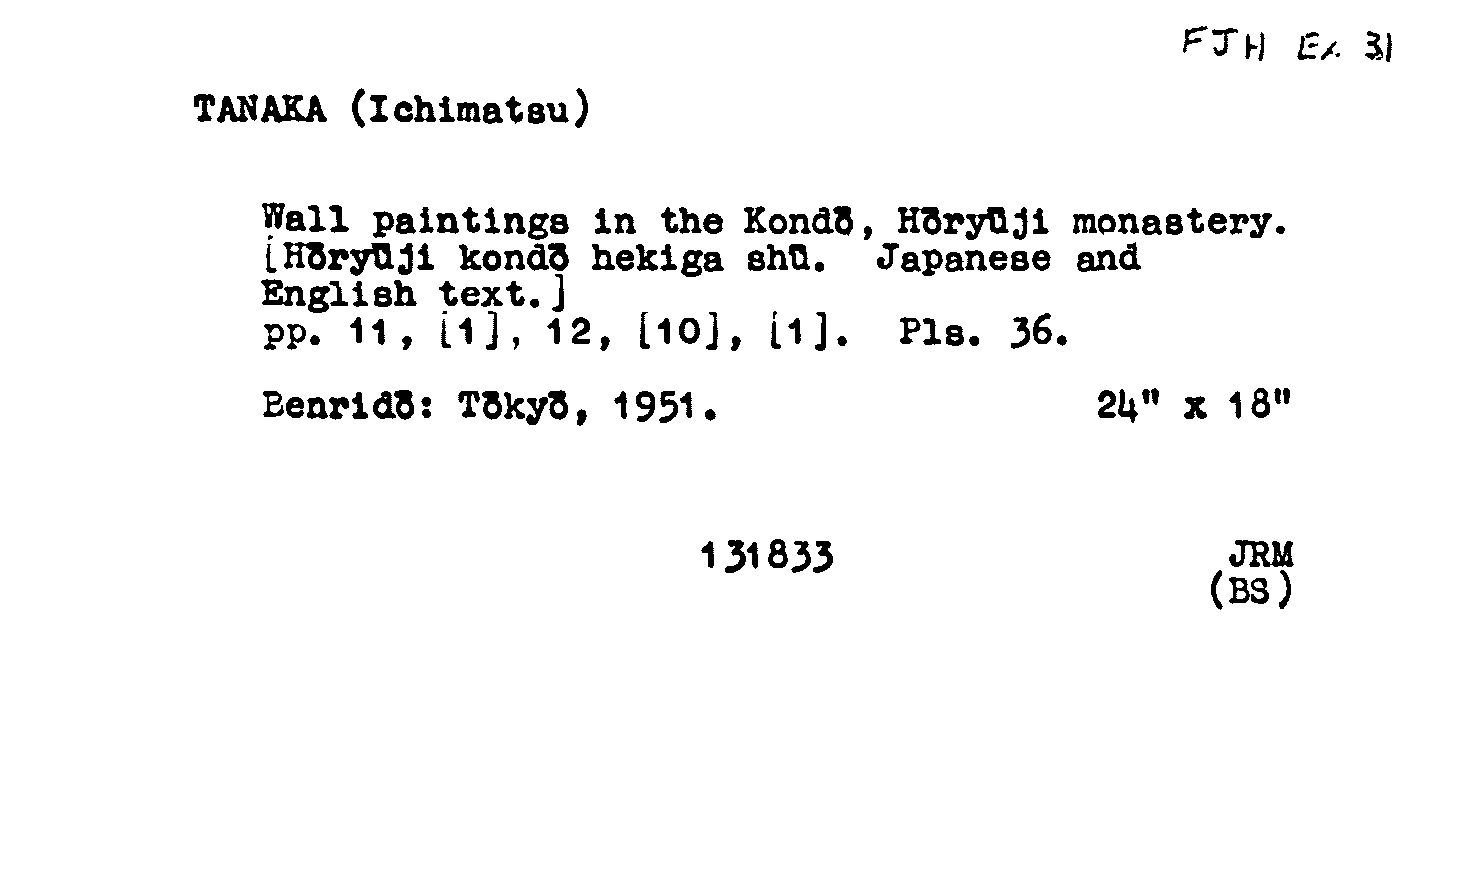 FJH Ex 31
TANAKA (Ichimatsu)
Wall paintings in the Kondō, Hōryūji monastery.
[Hōryūji kondō hekiga shū. Japanese and
English text.]
pp. 11, [1], 12, [10], [1]. Pls. 36.
Benridō: Tōkyō, 1951. 24" x 18"
131833 JRM
(BS)